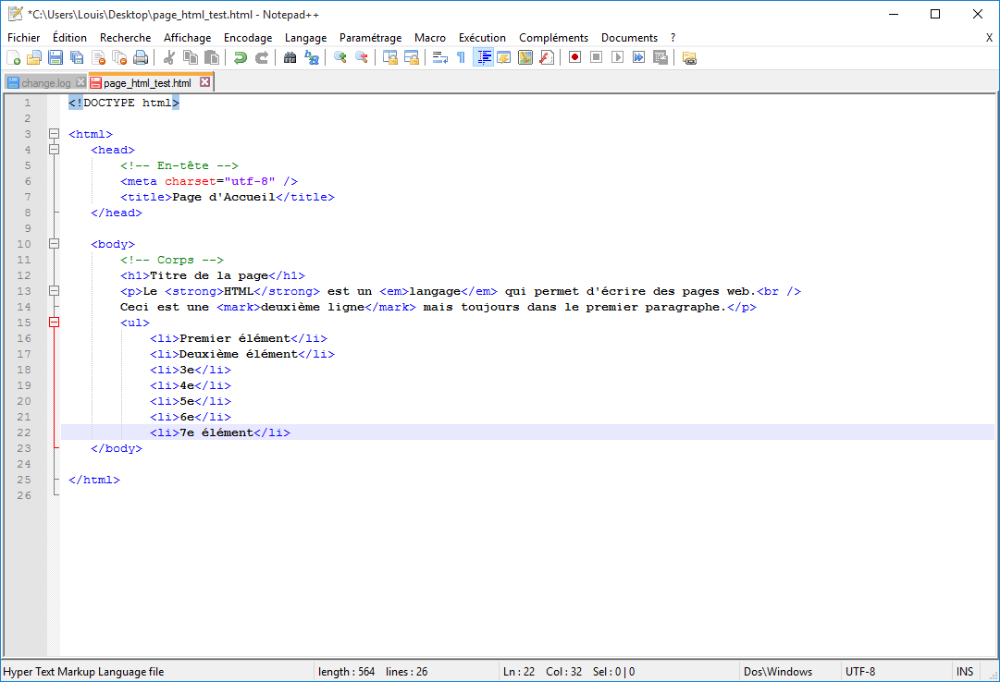 *C:\Users\Louis\Desktop\page_html_test.html - Notepad++
Fichier Édition Recherche Affichage Encodage Langage Paramétrage Macro Exécution Compléments Documents ? X
change.log page_html_test.html
1 <!DOCTYPE html>
2
3 <html>
4 <head>
5 <!-- En-tête -->
6 <meta charset="utf-8" />
7 <title>Page d'Accueil</title>
8 </head>
9
10 <body>
11 <!-- Corps -->
12 <h1>Titre de la page</h1>
13 <p>Le <strong>HTML</strong> est un <em>langage</em> qui permet d'écrire des pages web.<br />
14 Ceci est une <mark>deuxième ligne</mark> mais toujours dans le premier paragraphe.</p>
15 <ul>
16 <li>Premier élément</li>
17 <li>Deuxième élément</li>
18 <li>3e</li>
19 <li>4e</li>
20 <li>5e</li>
21 <li>6e</li>
22 <li>7e élément</li>
23 </body>
24
25 </html>
26
Hyper Text Markup Language file length : 564 lines : 26 Ln : 22 Col : 32 Sel : 0 | 0 Dos\Windows UTF-8 INS